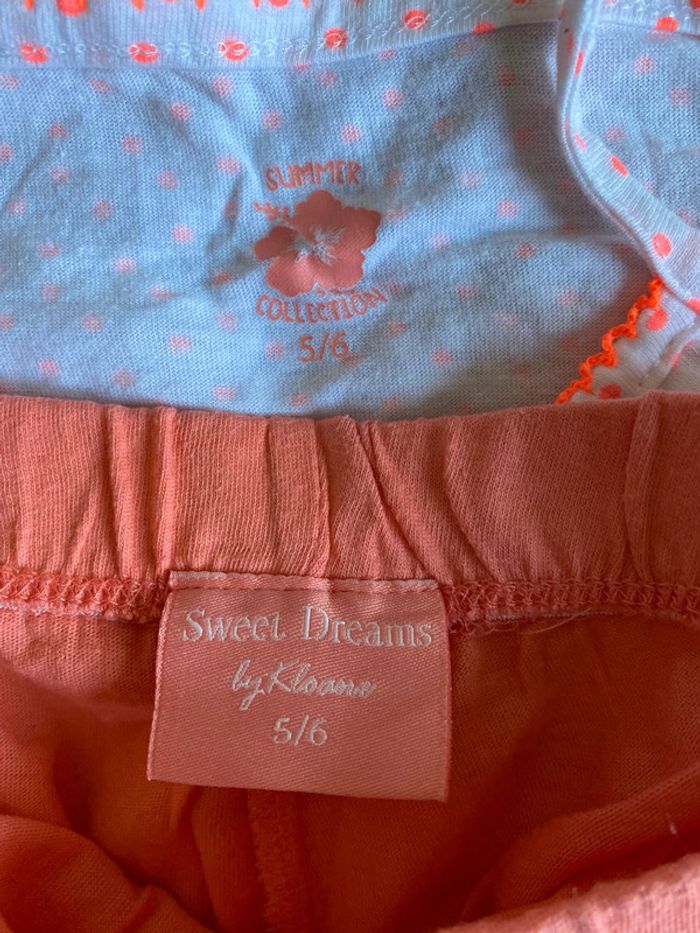 SUMMER
COLLECTION
5/6
Sweet Dreams
by Kloane
5/6